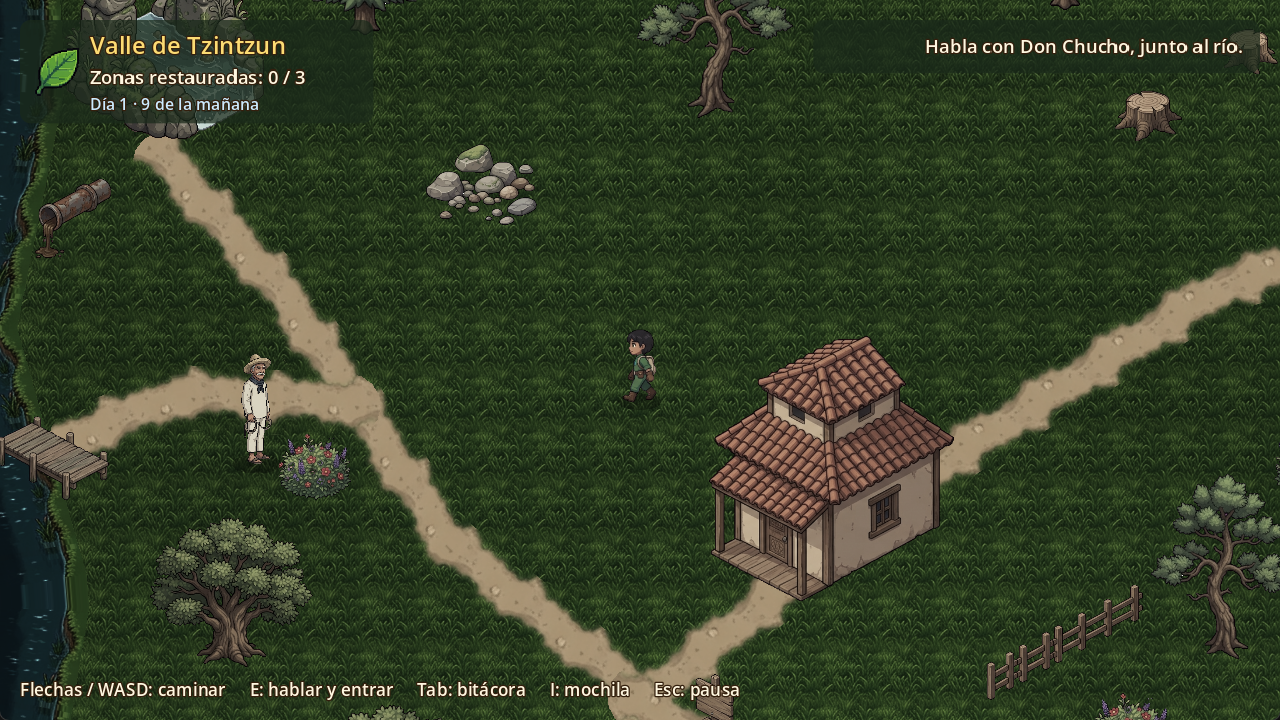 Valle de Tzintzun
Zonas restauradas: 0 / 3
Día 1 · 9 de la mañana
Habla con Don Chucho, junto al río.
Flechas / WASD: caminar E: hablar y entrar Tab: bitácora I: mochila Esc: pausa